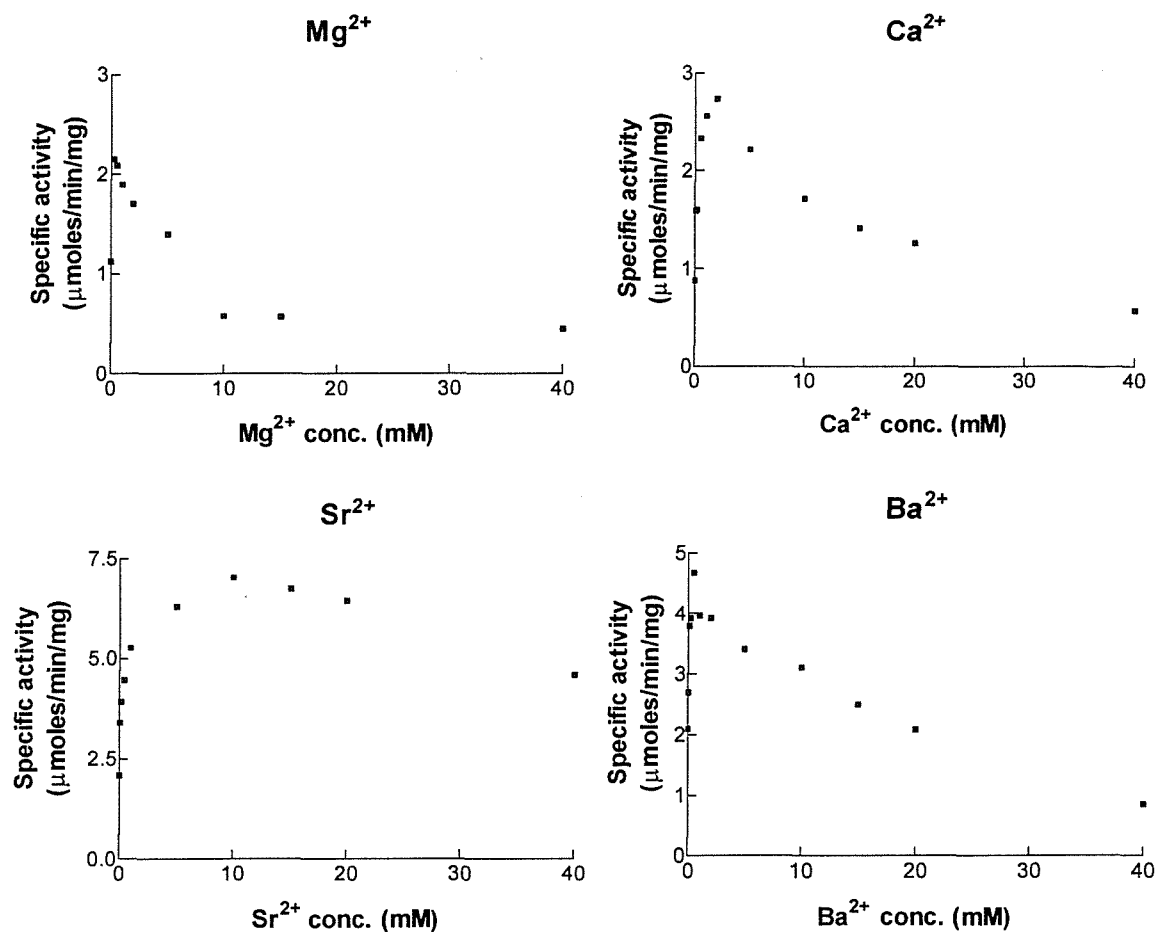 Mg²⁺
Specific activity
(μmoles/min/mg)
3
2
1
0
0 10 20 30 40
Mg²⁺ conc. (mM)
Ca²⁺
Specific activity
(μmoles/min/mg)
3
2
1
0
0 10 20 30 40
Ca²⁺ conc. (mM)
Sr²⁺
Specific activity
(μmoles/min/mg)
7.5
5.0
2.5
0.0
0 10 20 30 40
Sr²⁺ conc. (mM)
Ba²⁺
Specific activity
(μmoles/min/mg)
5
4
3
2
1
0
0 10 20 30 40
Ba²⁺ conc. (mM)